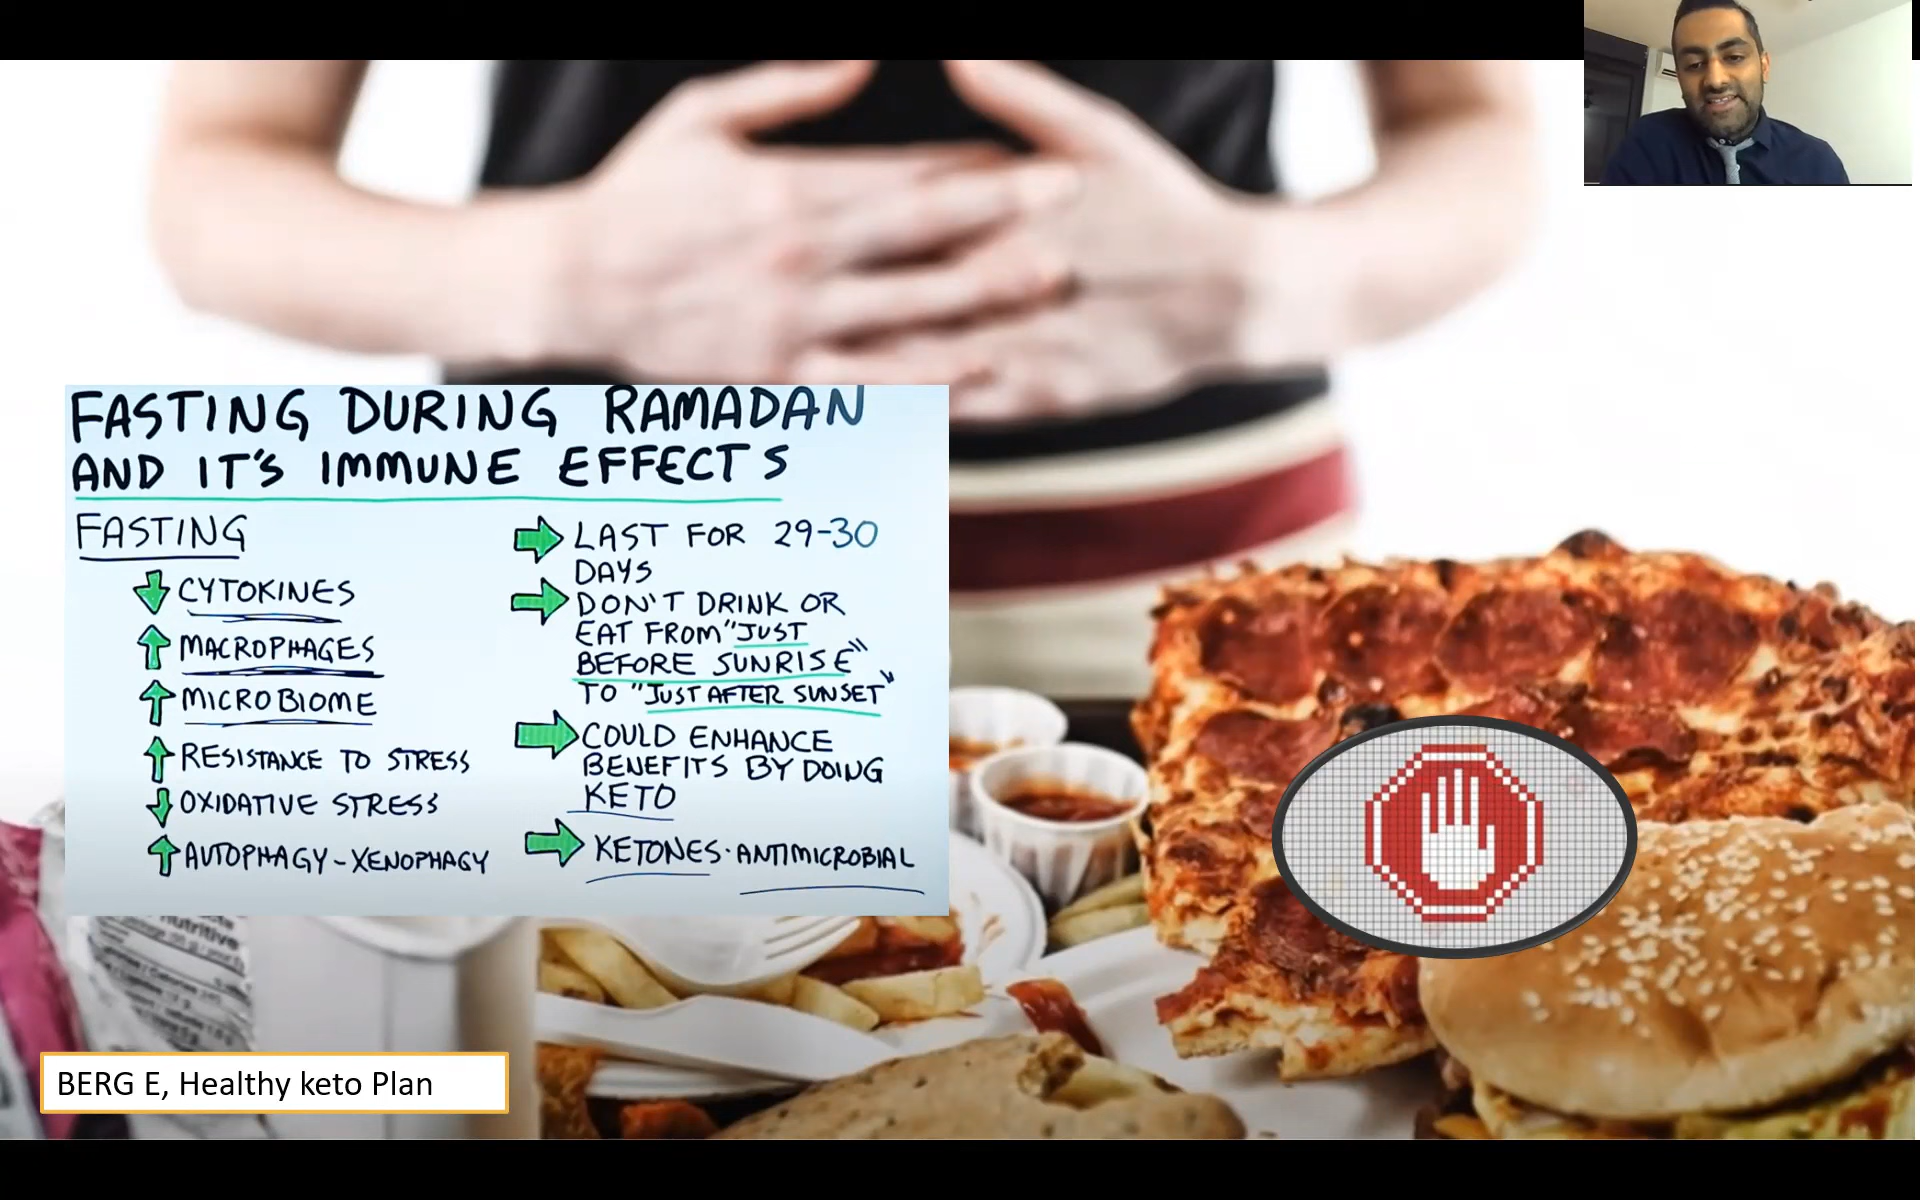 FASTING DURING RAMADAN
AND IT'S IMMUNE EFFECTS
FASTING
CYTOKINES
MACROPHAGES
MICROBIOME
RESISTANCE TO STRESS
OXIDATIVE STRESS
AUTOPHAGY-XENOPHAGY
LAST FOR 29-30
DAYS
DON'T DRINK OR
EAT FROM "JUST
BEFORE SUNRISE"
TO "JUST AFTER SUNSET"
COULD ENHANCE
BENEFITS BY DOING
KETO
KETONES · ANTIMICROBIAL
nutritive
BERG E, Healthy keto Plan